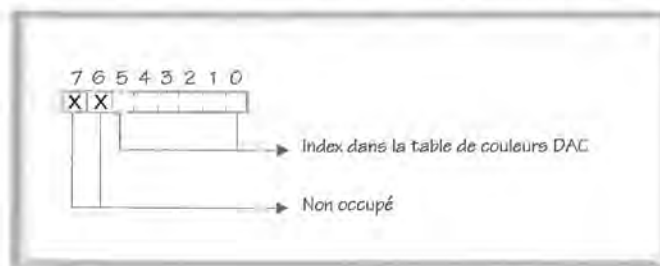 7 6 5 4 3 2 1 0
X X
Index dans la table de couleurs DAC
Non occupé